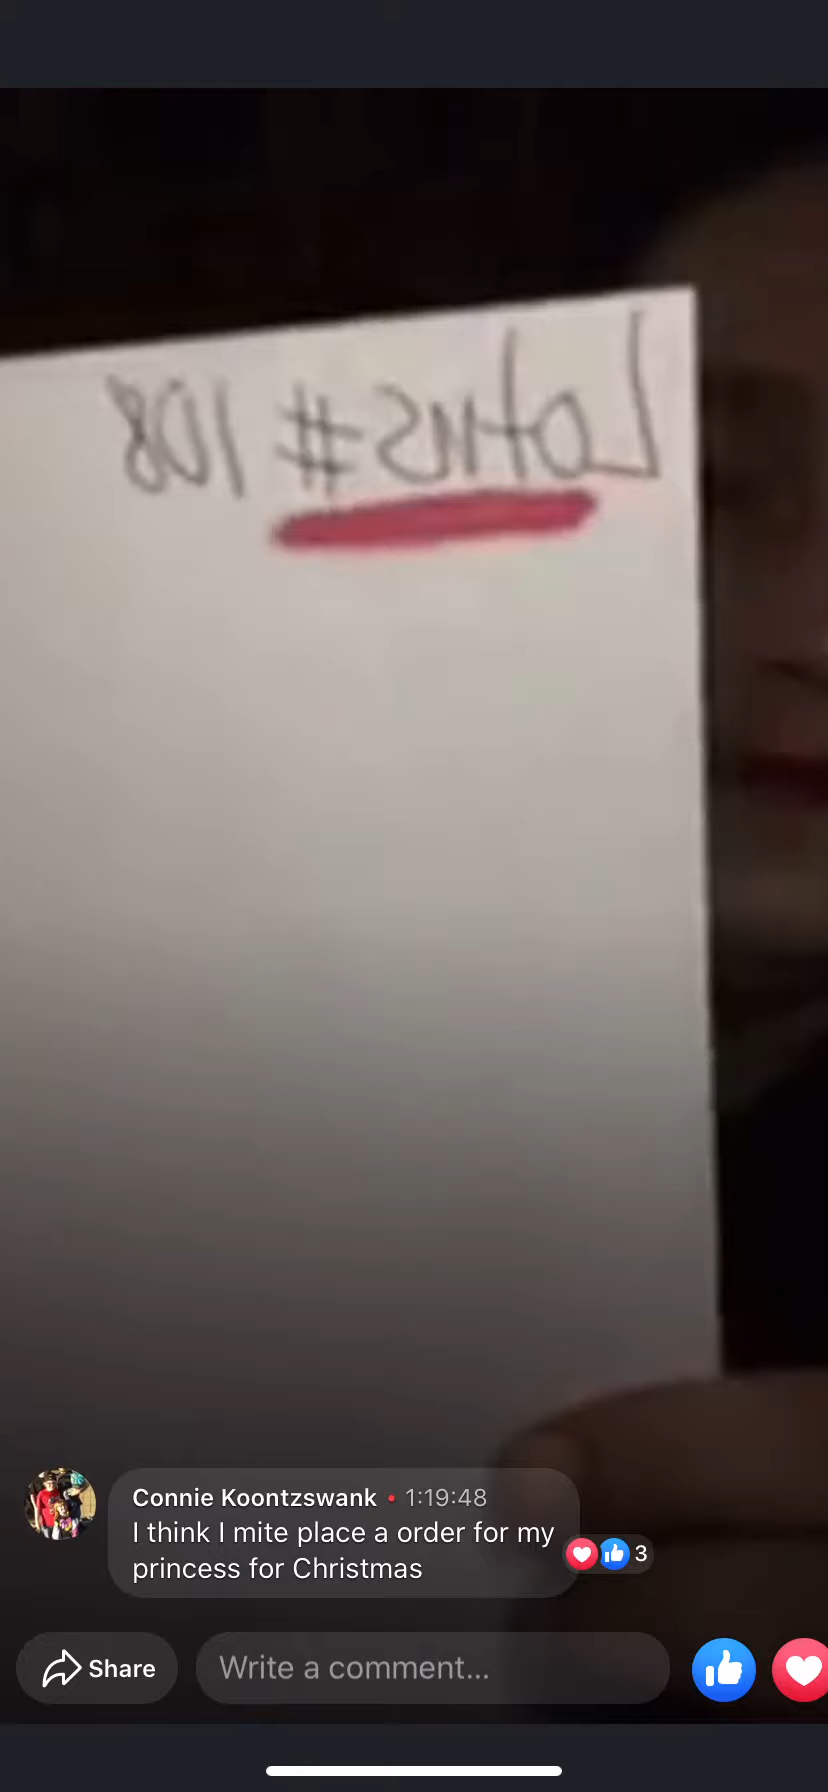 Lotus # 108
Connie Koontzswank • 1:19:48
I think I mite place a order for my
princess for Christmas
3
Share
Write a comment...